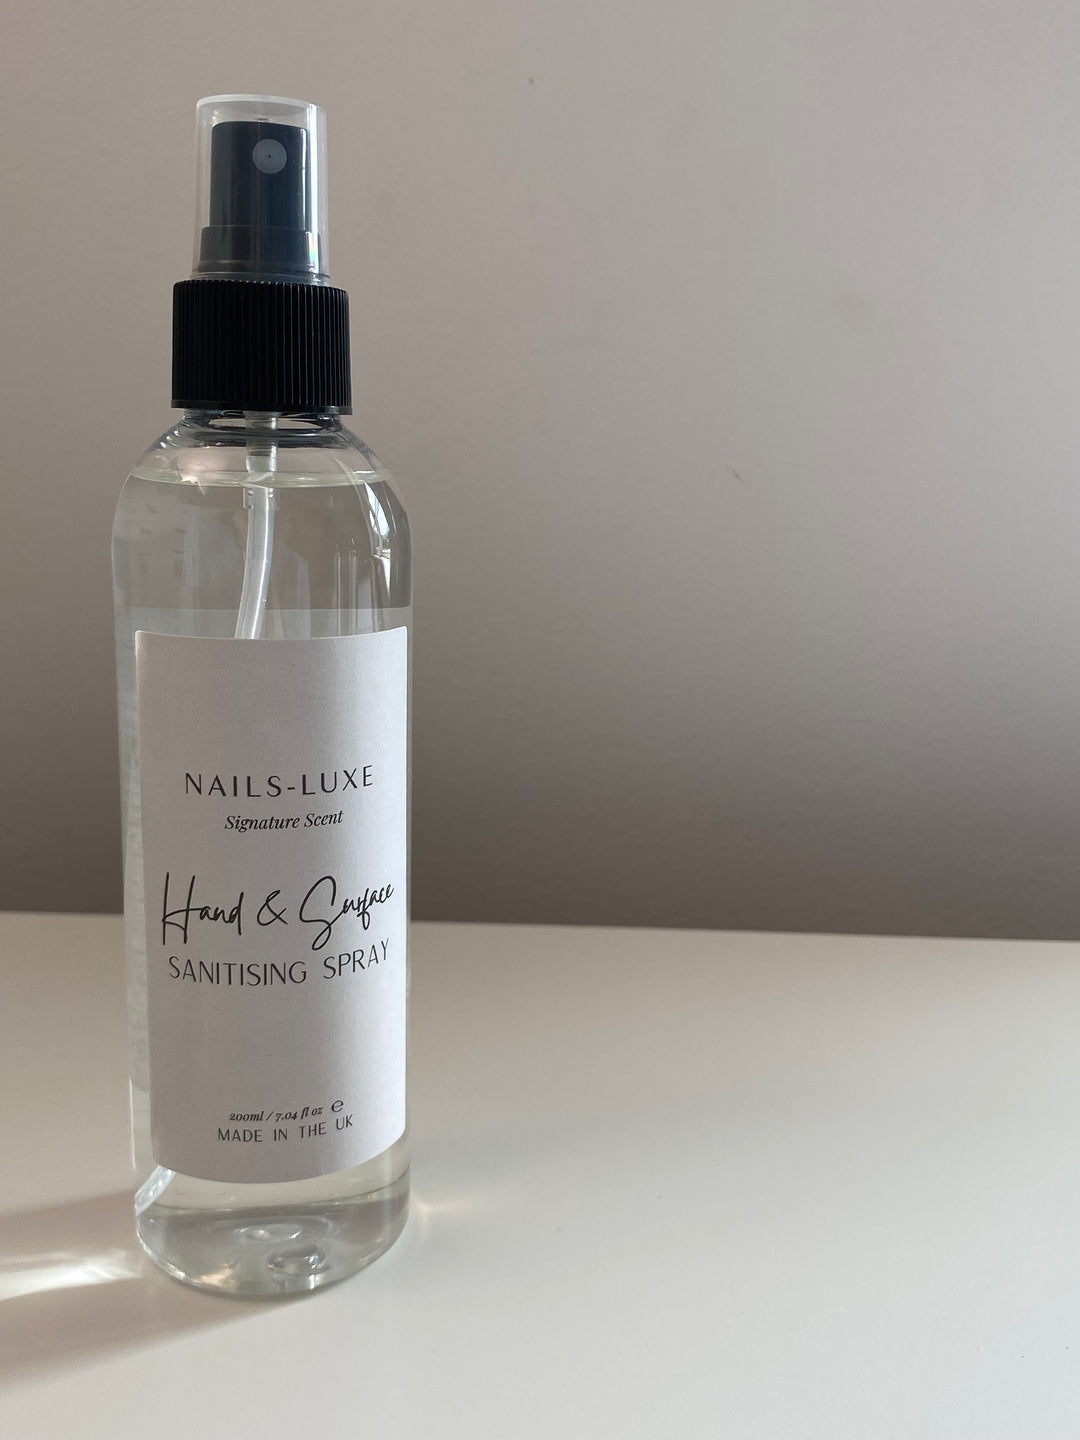 NAILS-LUXE
Signature Scent
Hand & Surface
SANITISING SPRAY
200ml / 7.04 fl oz ℮
MADE IN THE UK